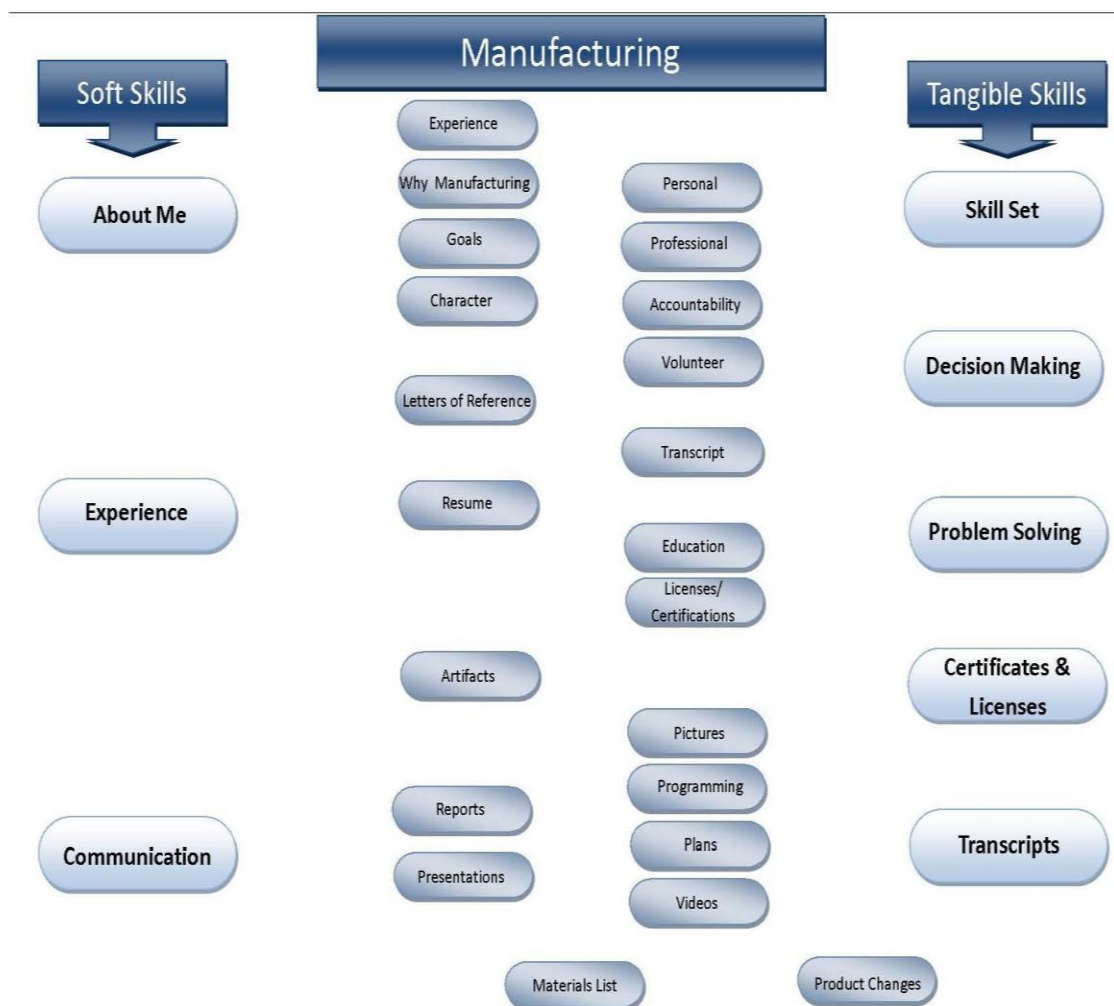 Manufacturing
Soft Skills
Tangible Skills
About Me
Experience
Communication
Experience
Why Manufacturing
Goals
Character
Letters of Reference
Resume
Artifacts
Reports
Presentations
Personal
Professional
Accountability
Volunteer
Transcript
Education
Licenses/
Certifications
Pictures
Programming
Plans
Videos
Materials List
Product Changes
Skill Set
Decision Making
Problem Solving
Certificates &
Licenses
Transcripts